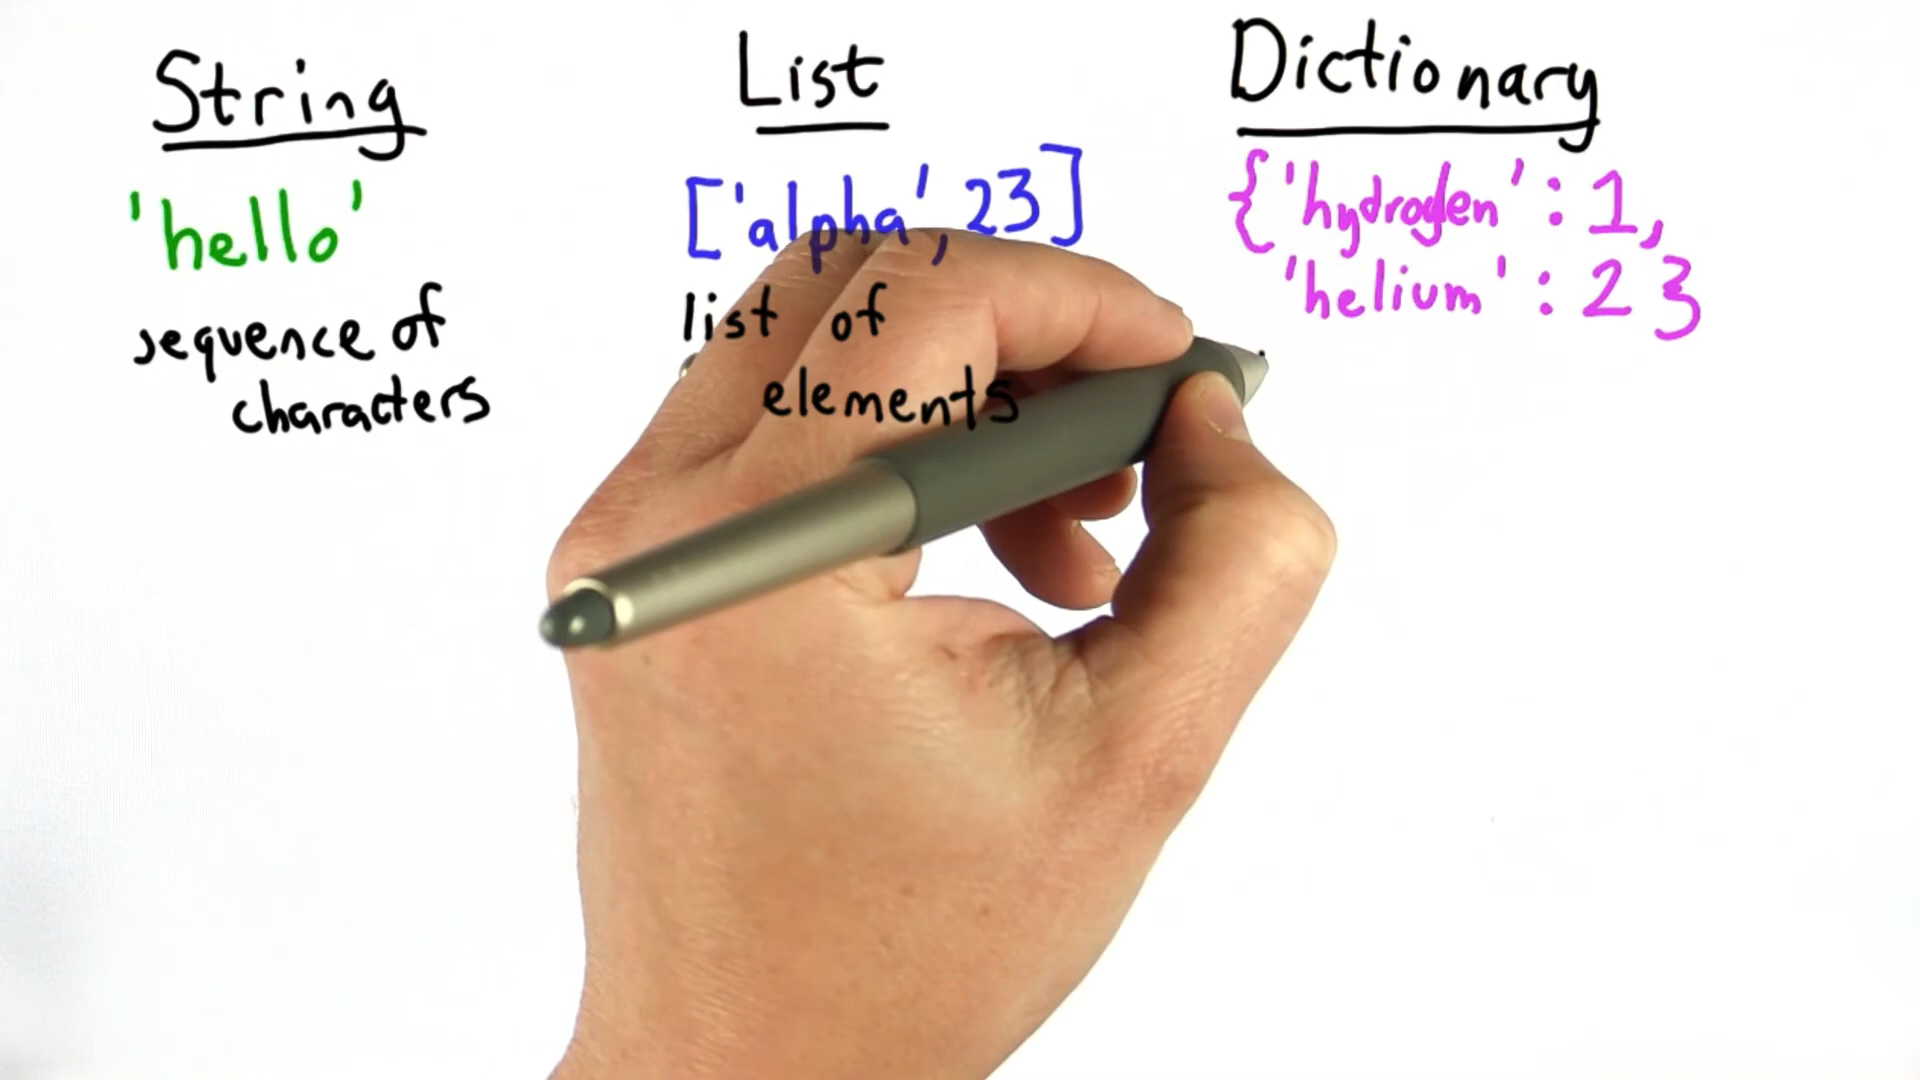 String
'hello'
sequence of
characters
List
['alpha', 23]
list of
elements
Dictionary
{'hydrogen' : 1,
'helium' : 2 }